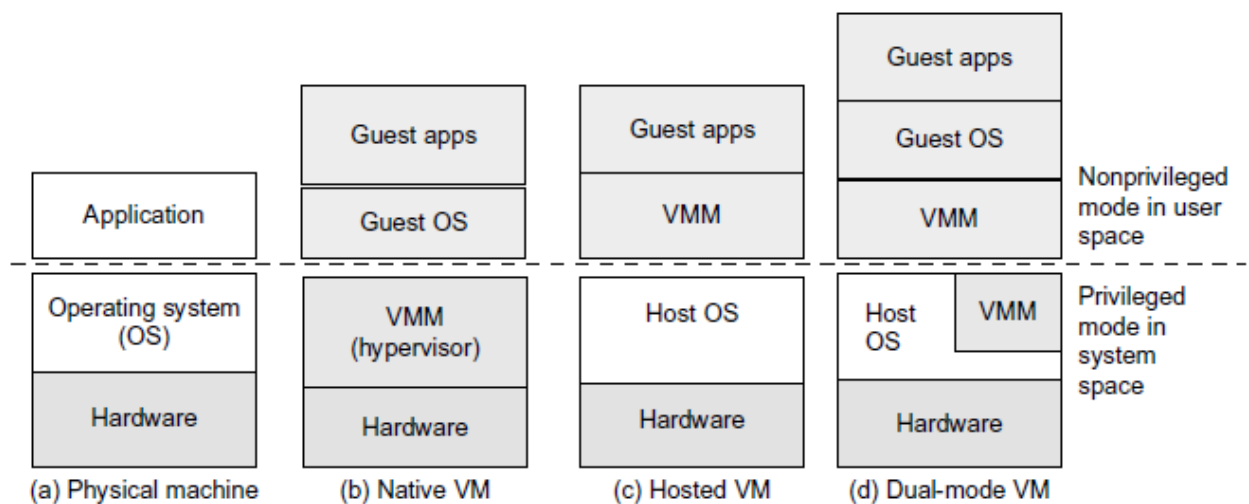 Application
Operating system
(OS)
Hardware
(a) Physical machine
Guest apps
Guest OS
VMM
(hypervisor)
Hardware
(b) Native VM
Guest apps
VMM
Host OS
Hardware
(c) Hosted VM
Guest apps
Guest OS
VMM
Host
OS
VMM
Hardware
(d) Dual-mode VM
Nonprivileged
mode in user
space
Privileged
mode in
system
space